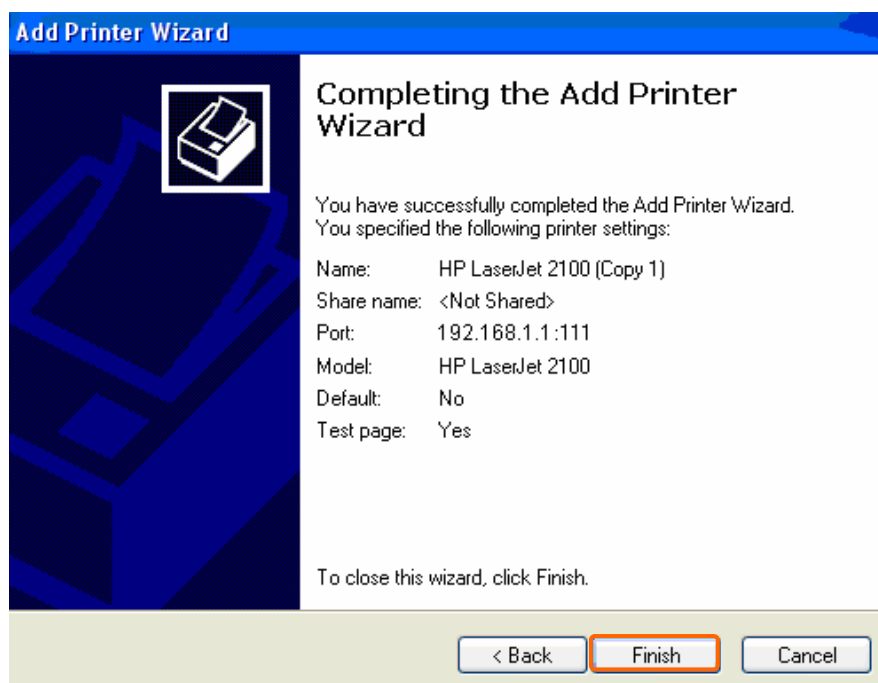 Add Printer Wizard
Completing the Add Printer
Wizard
You have successfully completed the Add Printer Wizard.
You specified the following printer settings:
Name: HP LaserJet 2100 (Copy 1)
Share name: <Not Shared>
Port: 192.168.1.1:111
Model: HP LaserJet 2100
Default: No
Test page: Yes
To close this wizard, click Finish.
< Back Finish Cancel